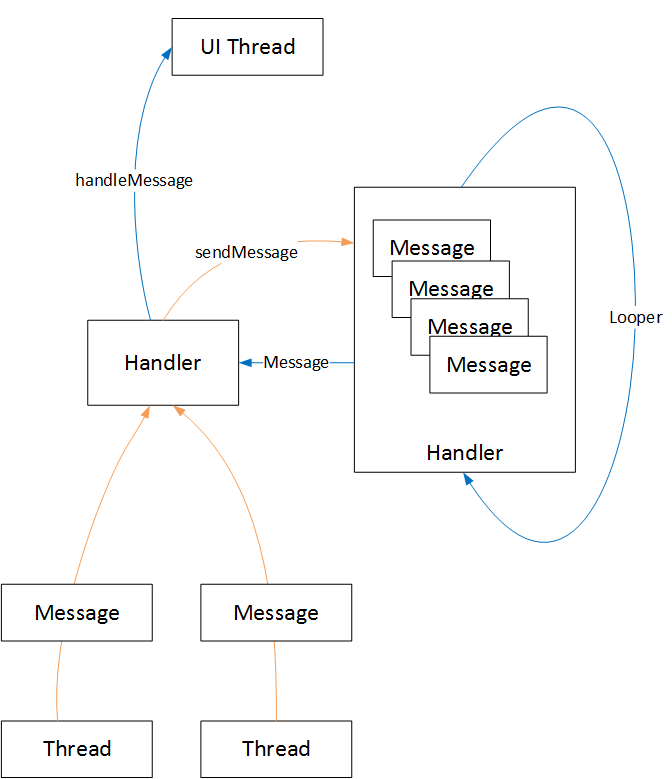 UI Thread
handleMessage
sendMessage
Message
Message
Message
Message
Looper
Handler
Message
Handler
Message
Message
Thread
Thread